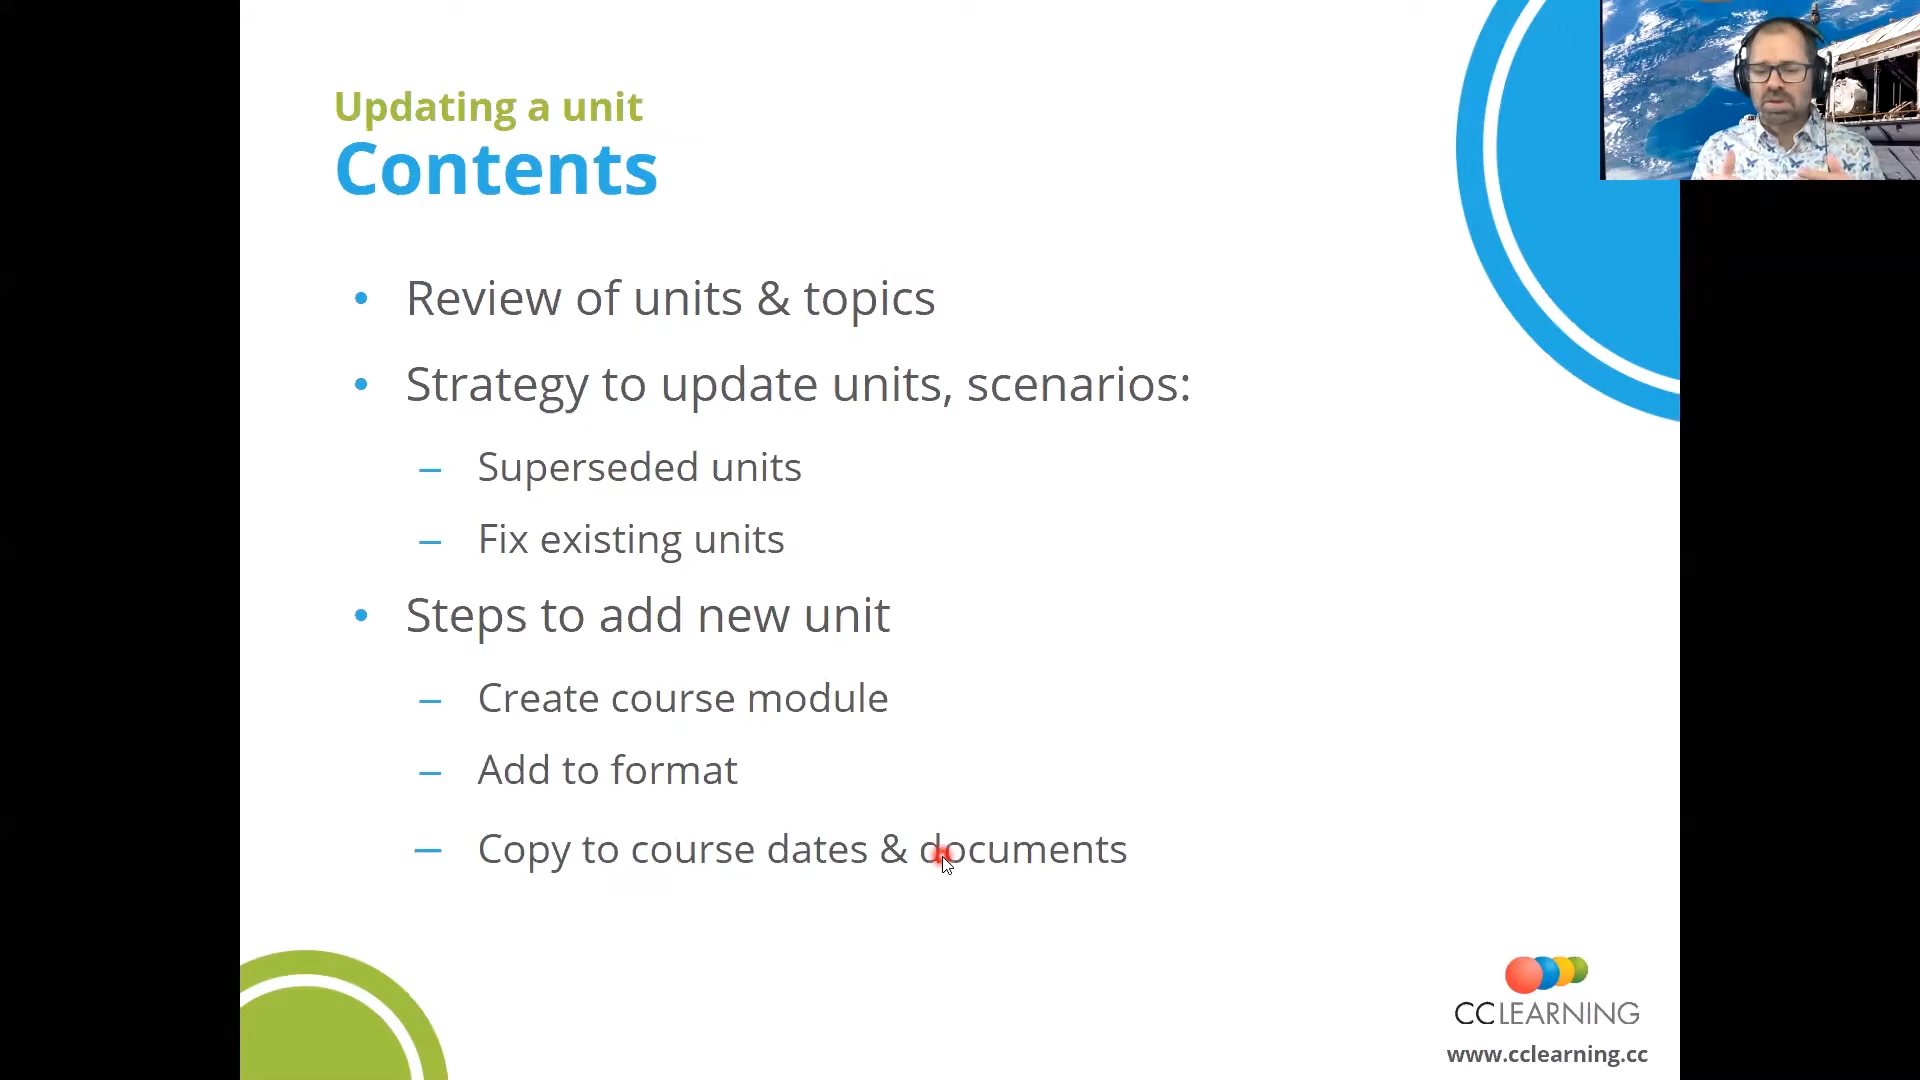 Updating a unit
Contents
• Review of units & topics
• Strategy to update units, scenarios:
– Superseded units
– Fix existing units
• Steps to add new unit
– Create course module
– Add to format
– Copy to course dates & documents
CCLEARNING
www.cclearning.cc